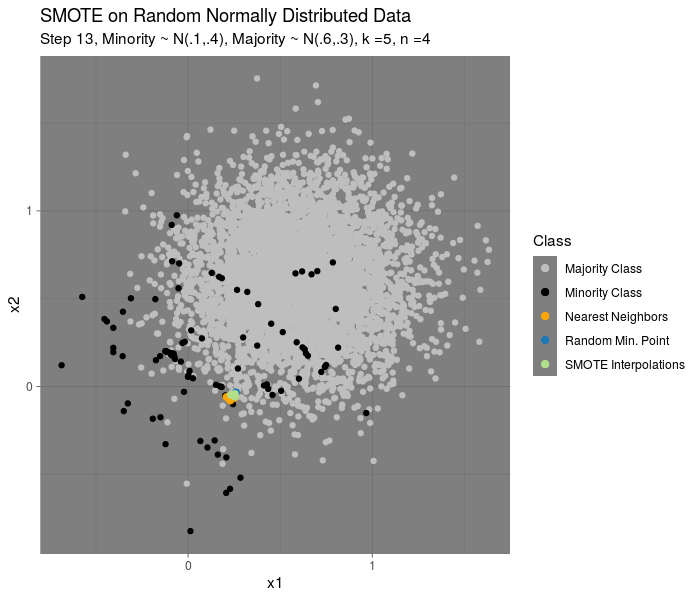 SMOTE on Random Normally Distributed Data
Step 13, Minority ~ N(.1,.4), Majority ~ N(.6,.3), k =5, n =4
1
0
x2
0 1
x1
Class
Majority Class
Minority Class
Nearest Neighbors
Random Min. Point
SMOTE Interpolations